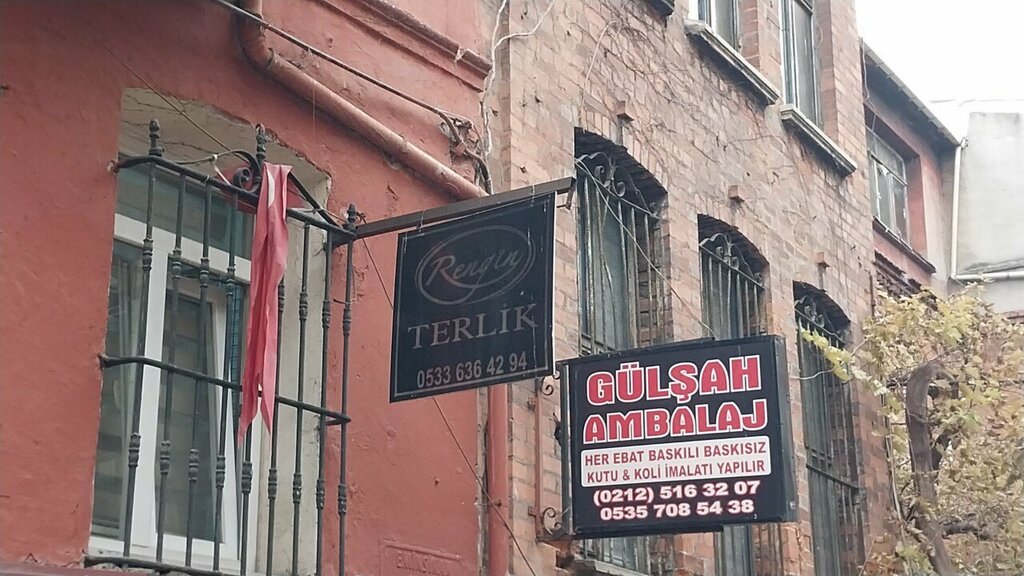 Rengin
TERLİK
0533 636 42 94
GÜLŞAH
AMBALAJ
HER EBAT BASKILI BASKISIZ
KUTU & KOLİ İMALATI YAPILIR
(0212) 516 32 07
0535 708 54 38